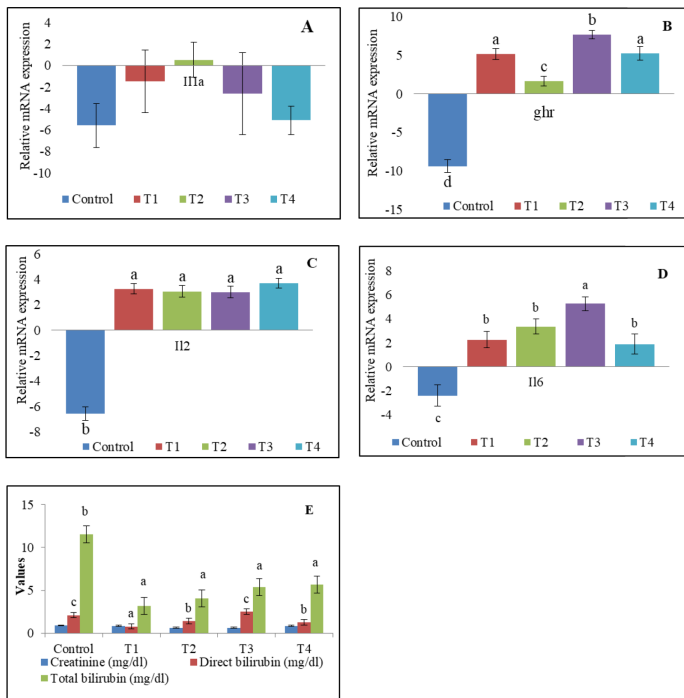 A
Relative mRNA expression
6
4
2
0
-2
-4
-6
-8
-10
Il1a
Control T1 T2 T3 T4
B
Relative mRNA expression
10
5
0
-5
-10
-15
d a c b a
ghr
Control T1 T2 T3 T4
C
Relative mRNA expression
6
4
2
0
-2
-4
-6
-8
b a a a a
Il2
Control T1 T2 T3 T4
D
Relative mRNA expression
8
6
4
2
0
-2
-4
c b b a b
Il6
Control T1 T2 T3 T4
E
Values
15
10
5
0
c b a a b a c a b a
Control T1 T2 T3 T4
Creatinine (mg/dl) Direct bilirubin (mg/dl)
Total bilirubin (mg/dl)